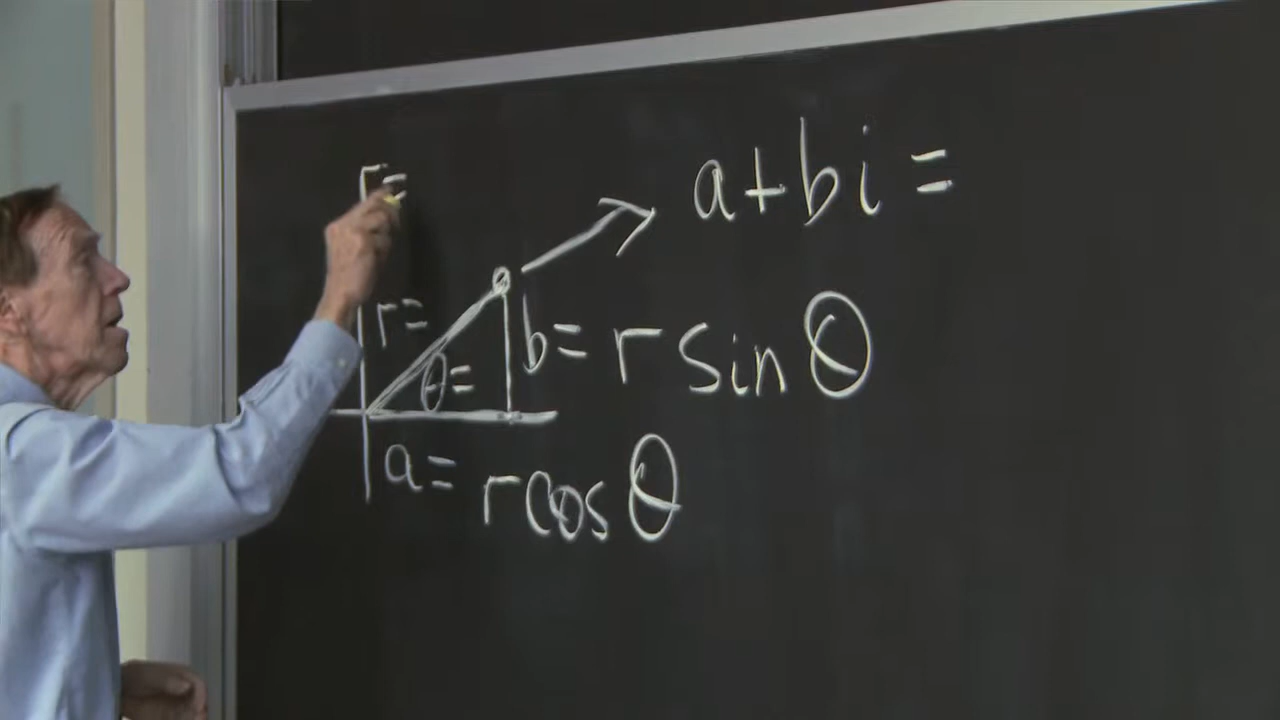 r=
a+bi=
r=
b= r sin θ
θ=
a= r cos θ